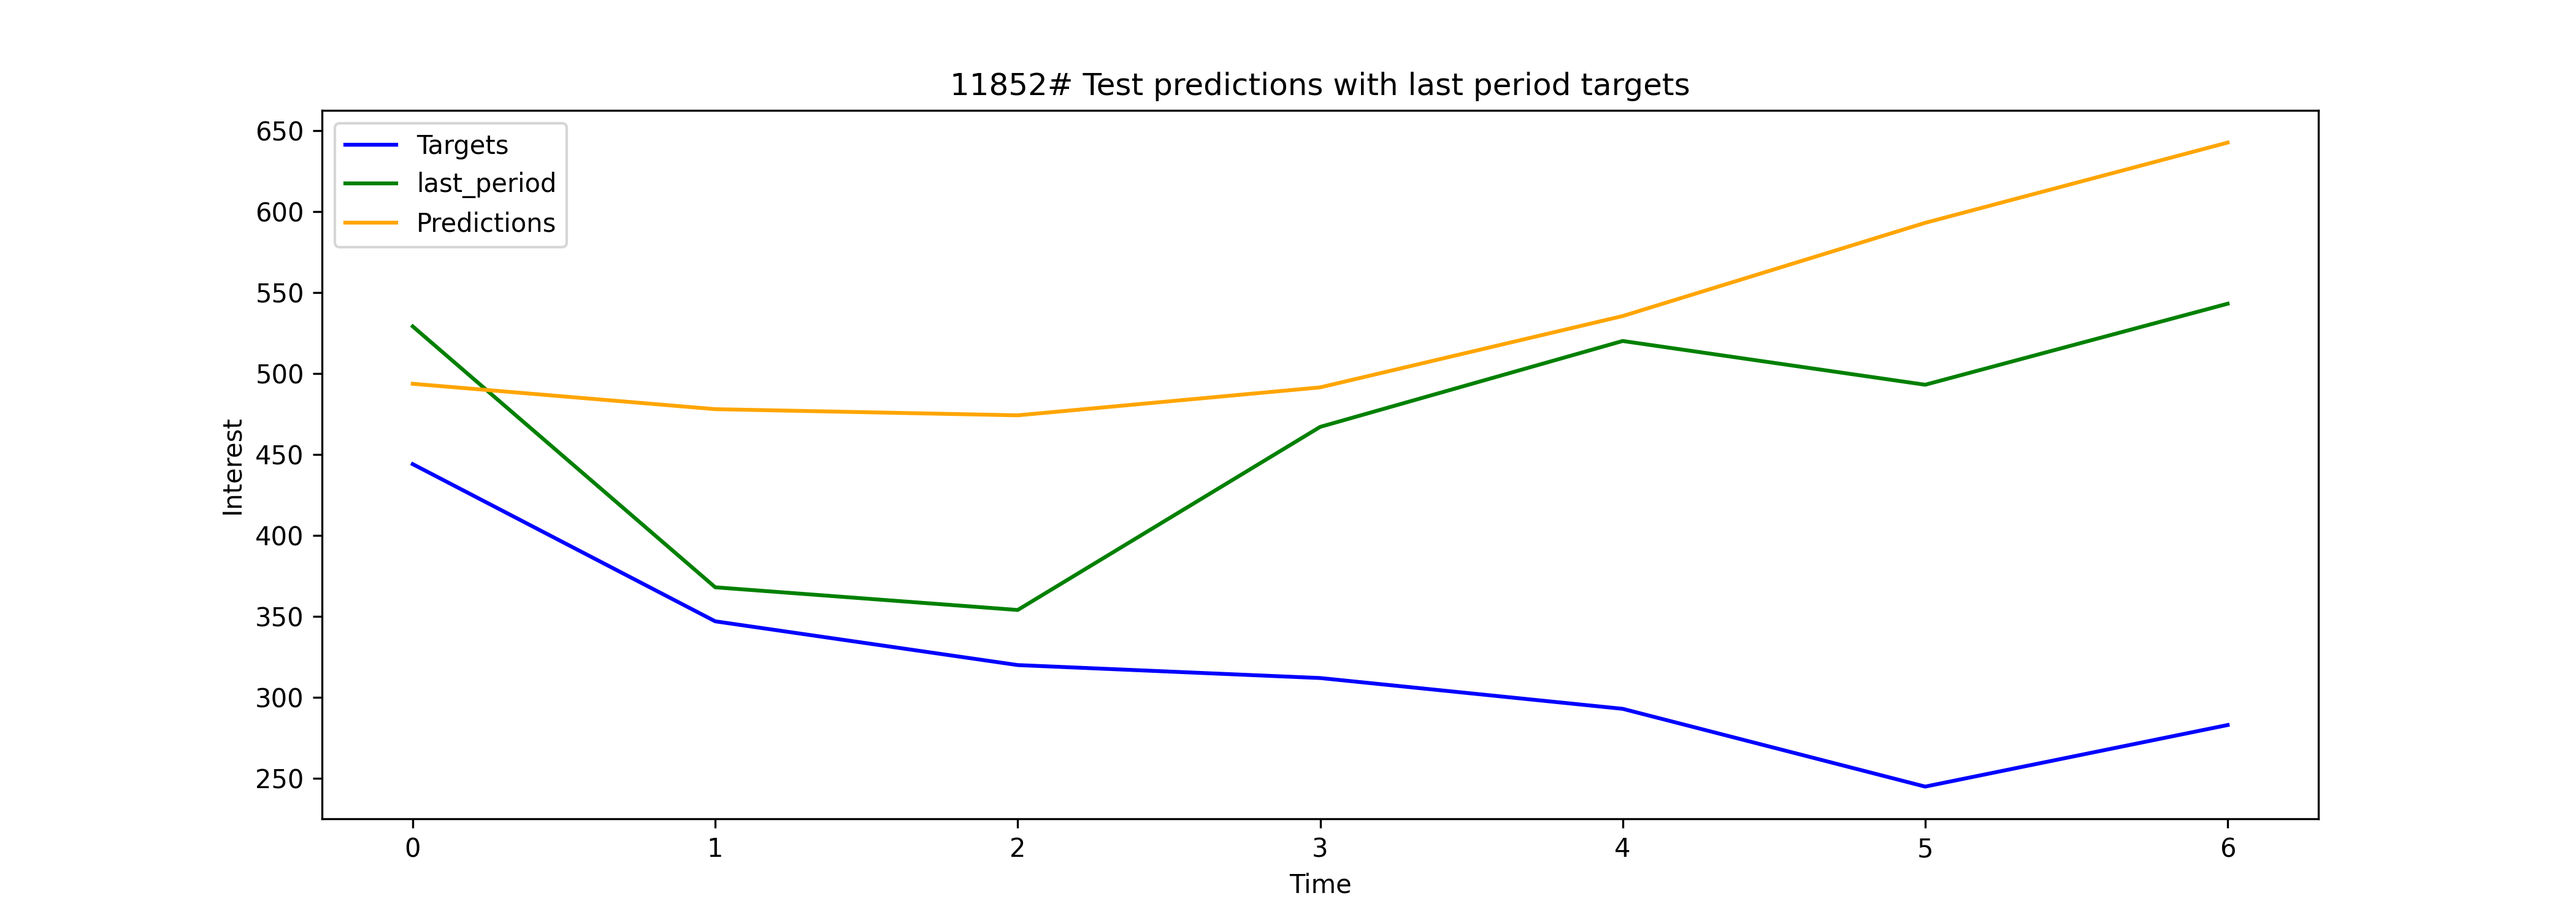 11852# Test predictions with last period targets
Targets
last_period
Predictions
Interest
650
600
550
500
450
400
350
300
250
0 1 2 3 4 5 6
Time